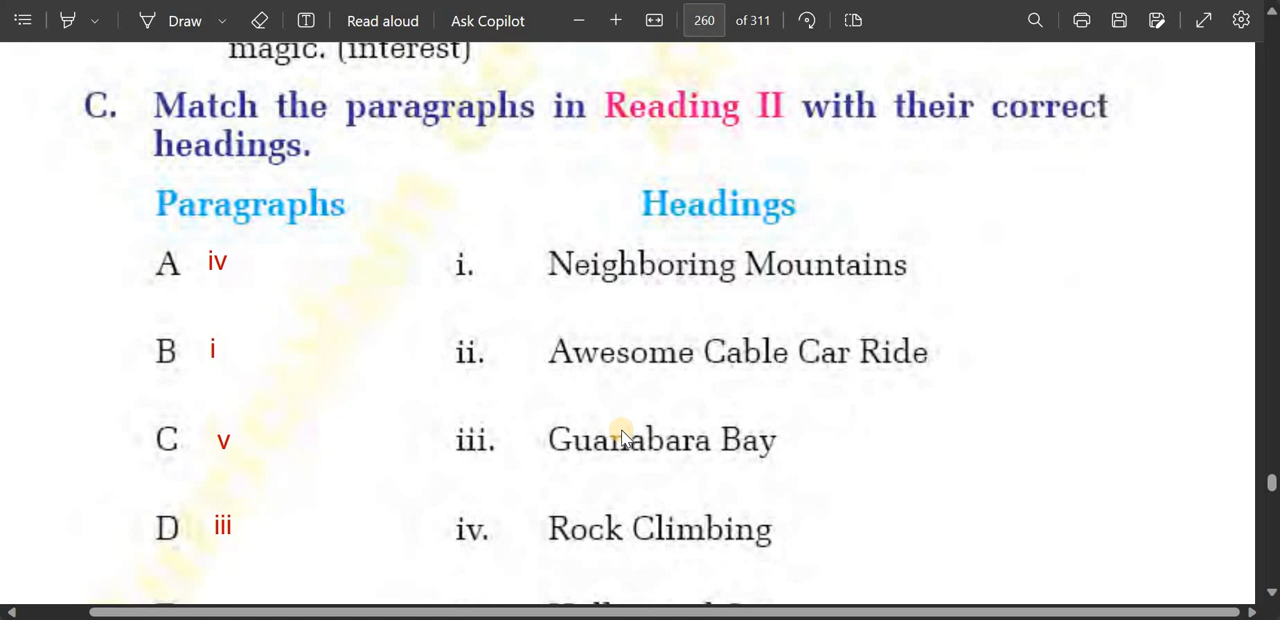 Draw
Read aloud
Ask Copilot
260 of 311
magic. (interest)
C. Match the paragraphs in Reading II with their correct
headings.
Paragraphs Headings
A iv i. Neighboring Mountains
B i ii. Awesome Cable Car Ride
C v iii. Guanabara Bay
D iii iv. Rock Climbing